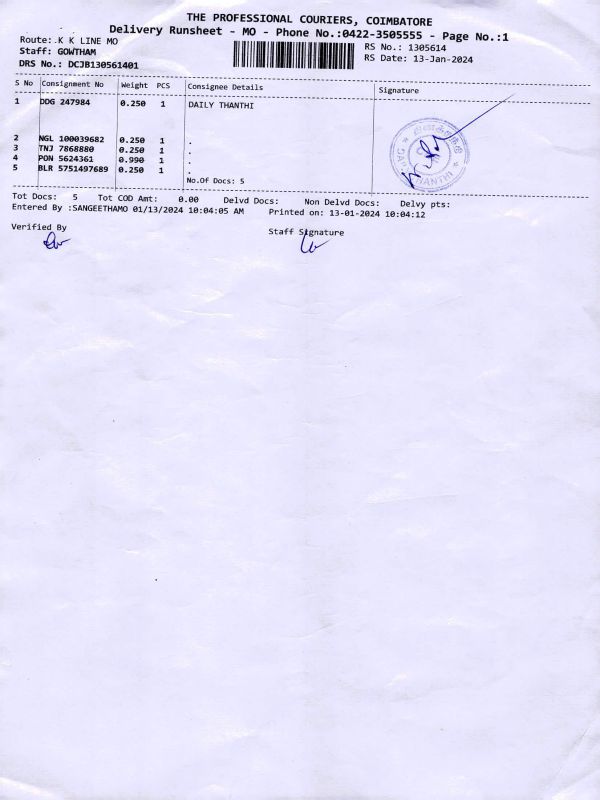 THE PROFESSIONAL COURIERS, COIMBATORE
Delivery Runsheet - MO - Phone No.:0422-3505555 - Page No.:1
Route: K K LINE MO
RS No.: 1305614
Staff: GOWTHAM
RS Date: 13-Jan-2024
DRS No.: DCJB130561401
S No Consignment No Weight PCS Consignee Details Signature
1 DDG 247984 0.250 1 DAILY THANTHI
2 NGL 100039682 0.250 1 .
3 TNJ 7868880 0.250 1 .
4 PON 5624361 0.990 1 .
5 BLR 5751497689 0.250 1 .
No.Of Docs: 5
THANTHI
Tot Docs: 5 Tot COD Amt: 0.00 Delvd Docs: Non Delvd Docs: Delvy pts:
Entered By :SANGEETHAMO 01/13/2024 10:04:05 AM Printed on: 13-01-2024 10:04:12
Verified By
Staff Signature